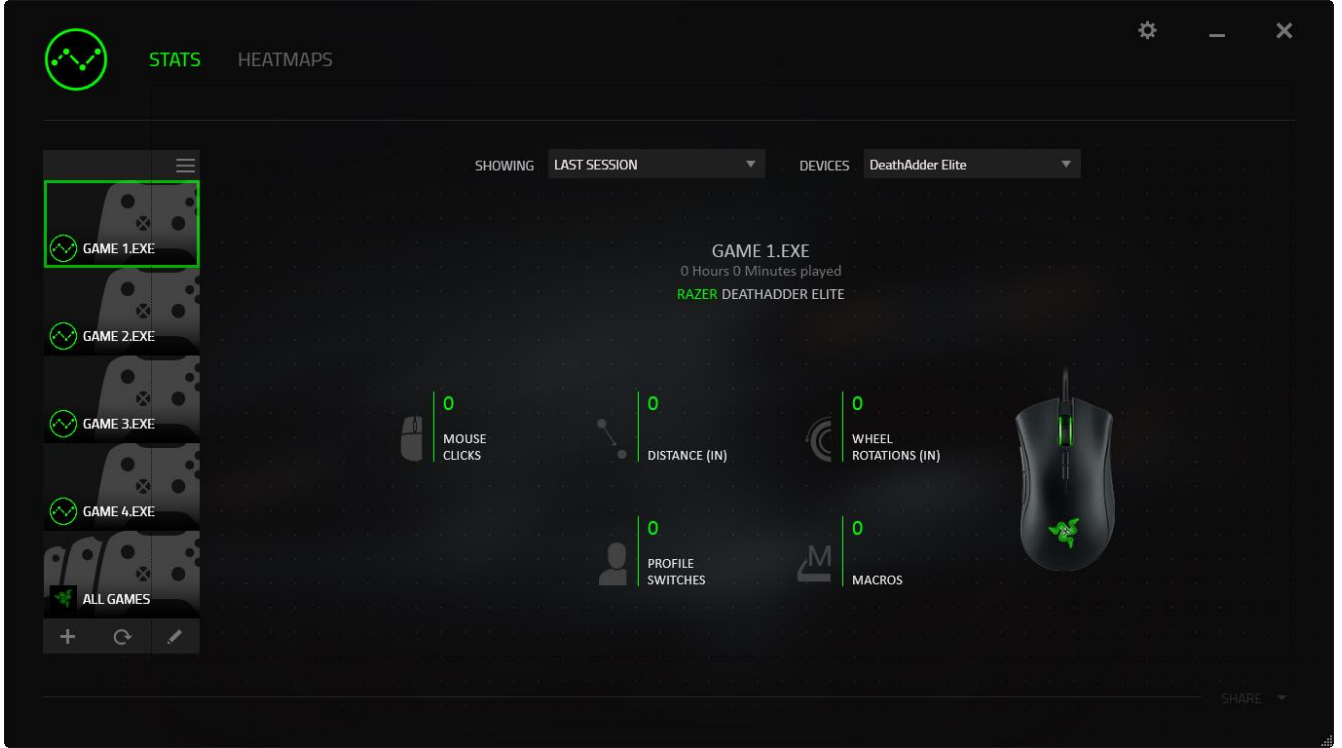 STATS HEATMAPS
SHOWING LAST SESSION DEVICES DeathAdder Elite
GAME 1.EXE
GAME 2.EXE
GAME 3.EXE
GAME 4.EXE
ALL GAMES
GAME 1.EXE
0 Hours 0 Minutes played
RAZER DEATHADDER ELITE
0
MOUSE
CLICKS
0
DISTANCE (IN)
0
WHEEL
ROTATIONS (IN)
0
PROFILE
SWITCHES
M
0
MACROS
SHARE